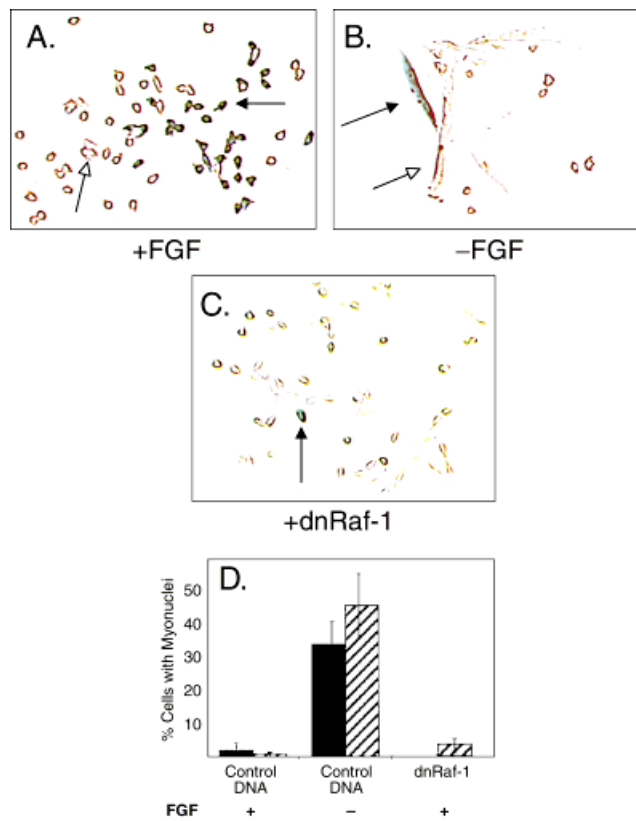 A.
B.
+FGF
−FGF
C.
+dnRaf-1
D.
% Cells with Myonuclei
50
40
30
20
10
Control DNA
Control DNA
dnRaf-1
FGF + − +